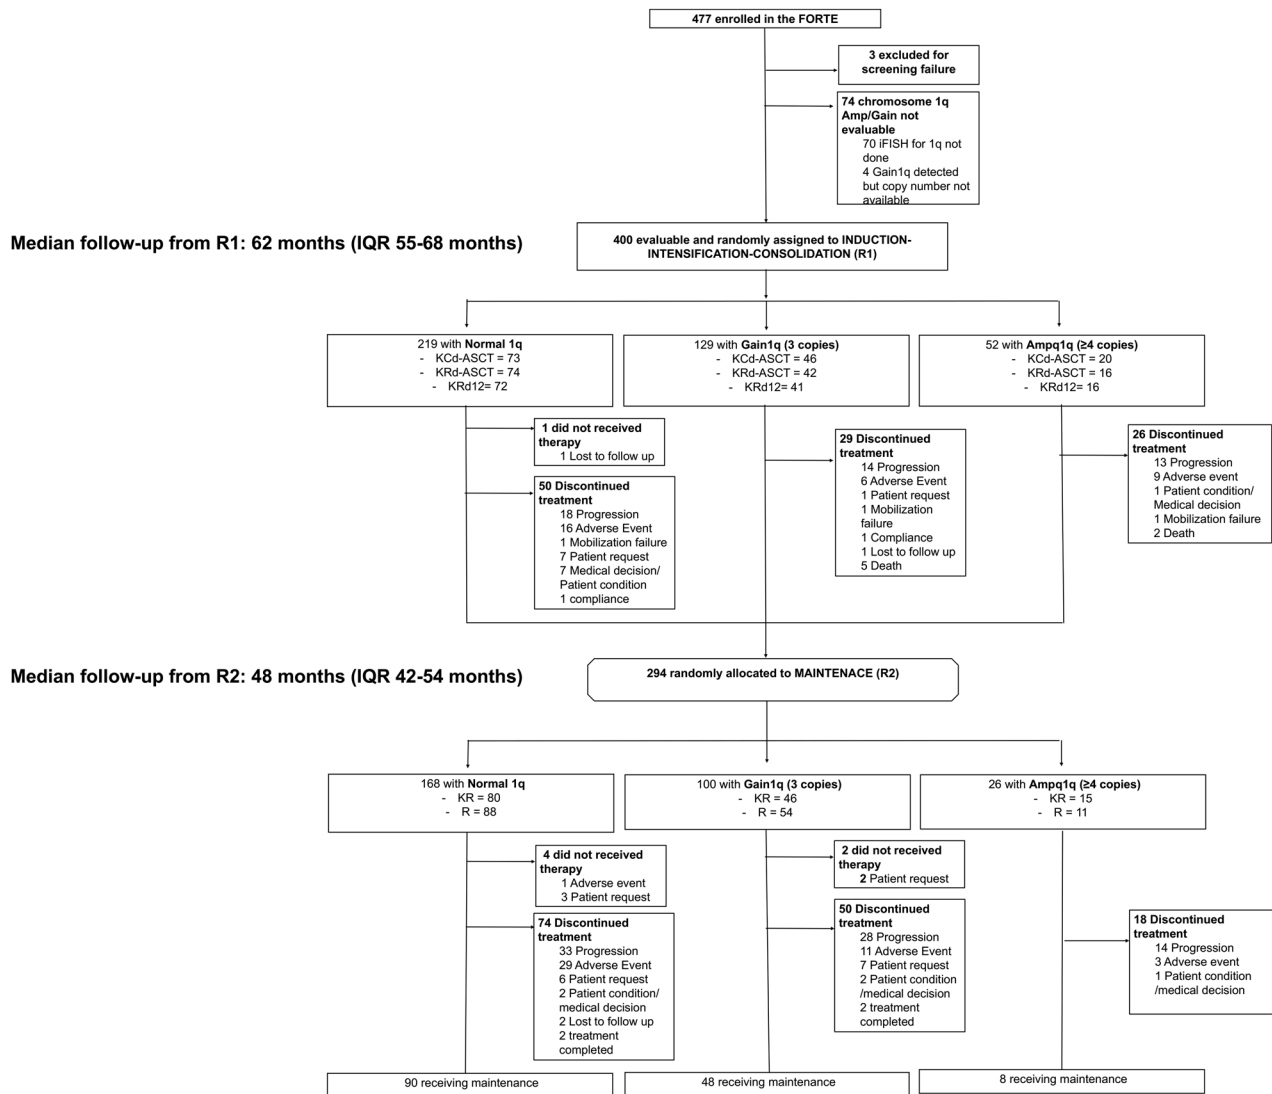 477 enrolled in the FORTE
3 excluded for
screening failure
74 chromosome 1q
Amp/Gain not
evaluable
70 iFISH for 1q not
done
4 Gain1q detected
but copy number not
available
Median follow-up from R1: 62 months (IQR 55-68 months)
400 evaluable and randomly assigned to INDUCTION-
INTENSIFICATION-CONSOLIDATION (R1)
219 with Normal 1q
- KCd-ASCT = 73
- KRd-ASCT = 74
- KRd12= 72
129 with Gain1q (3 copies)
- KCd-ASCT = 46
- KRd-ASCT = 42
- KRd12= 41
52 with Ampq1q (≥4 copies)
- KCd-ASCT = 20
- KRd-ASCT = 16
- KRd12= 16
1 did not received
therapy
1 Lost to follow up
50 Discontinued
treatment
18 Progression
16 Adverse Event
1 Mobilization failure
7 Patient request
7 Medical decision/
Patient condition
1 compliance
29 Discontinued
treatment
14 Progression
6 Adverse Event
1 Patient request
1 Mobilization
failure
1 Compliance
1 Lost to follow up
5 Death
26 Discontinued
treatment
13 Progression
9 Adverse event
1 Patient condition/
Medical decision
1 Mobilization failure
2 Death
Median follow-up from R2: 48 months (IQR 42-54 months)
294 randomly allocated to MAINTENACE (R2)
168 with Normal 1q
- KR = 80
- R = 88
100 with Gain1q (3 copies)
- KR = 46
- R = 54
26 with Ampq1q (≥4 copies)
- KR = 15
- R = 11
4 did not received
therapy
1 Adverse event
3 Patient request
74 Discontinued
treatment
33 Progression
29 Adverse Event
6 Patient request
2 Patient condition/
medical decision
2 Lost to follow up
2 treatment
completed
2 did not received
therapy
2 Patient request
50 Discontinued
treatment
28 Progression
11 Adverse Event
7 Patient request
2 Patient condition
/medical decision
2 treatment
completed
18 Discontinued
treatment
14 Progression
3 Adverse event
1 Patient condition
/medical decision
90 receiving maintenance
48 receiving maintenance
8 receiving maintenance